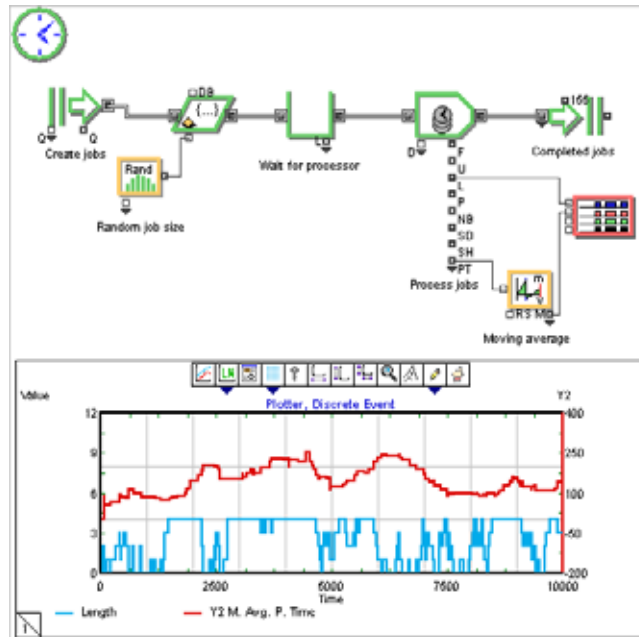 DB
{...}
166
Q
Q
L
D
Create jobs
Wait for processor
Completed jobs
F
U
L
P
NB
SD
SH
PT
Rand
Random job size
Process jobs
Moving average
LN
Value
Plotter, Discrete Event
Y2
12
9
6
3
0
400
250
100
-50
-200
0
2500
5000
7500
10000
Time
Length
Y2 M. Avg. P. Time
1